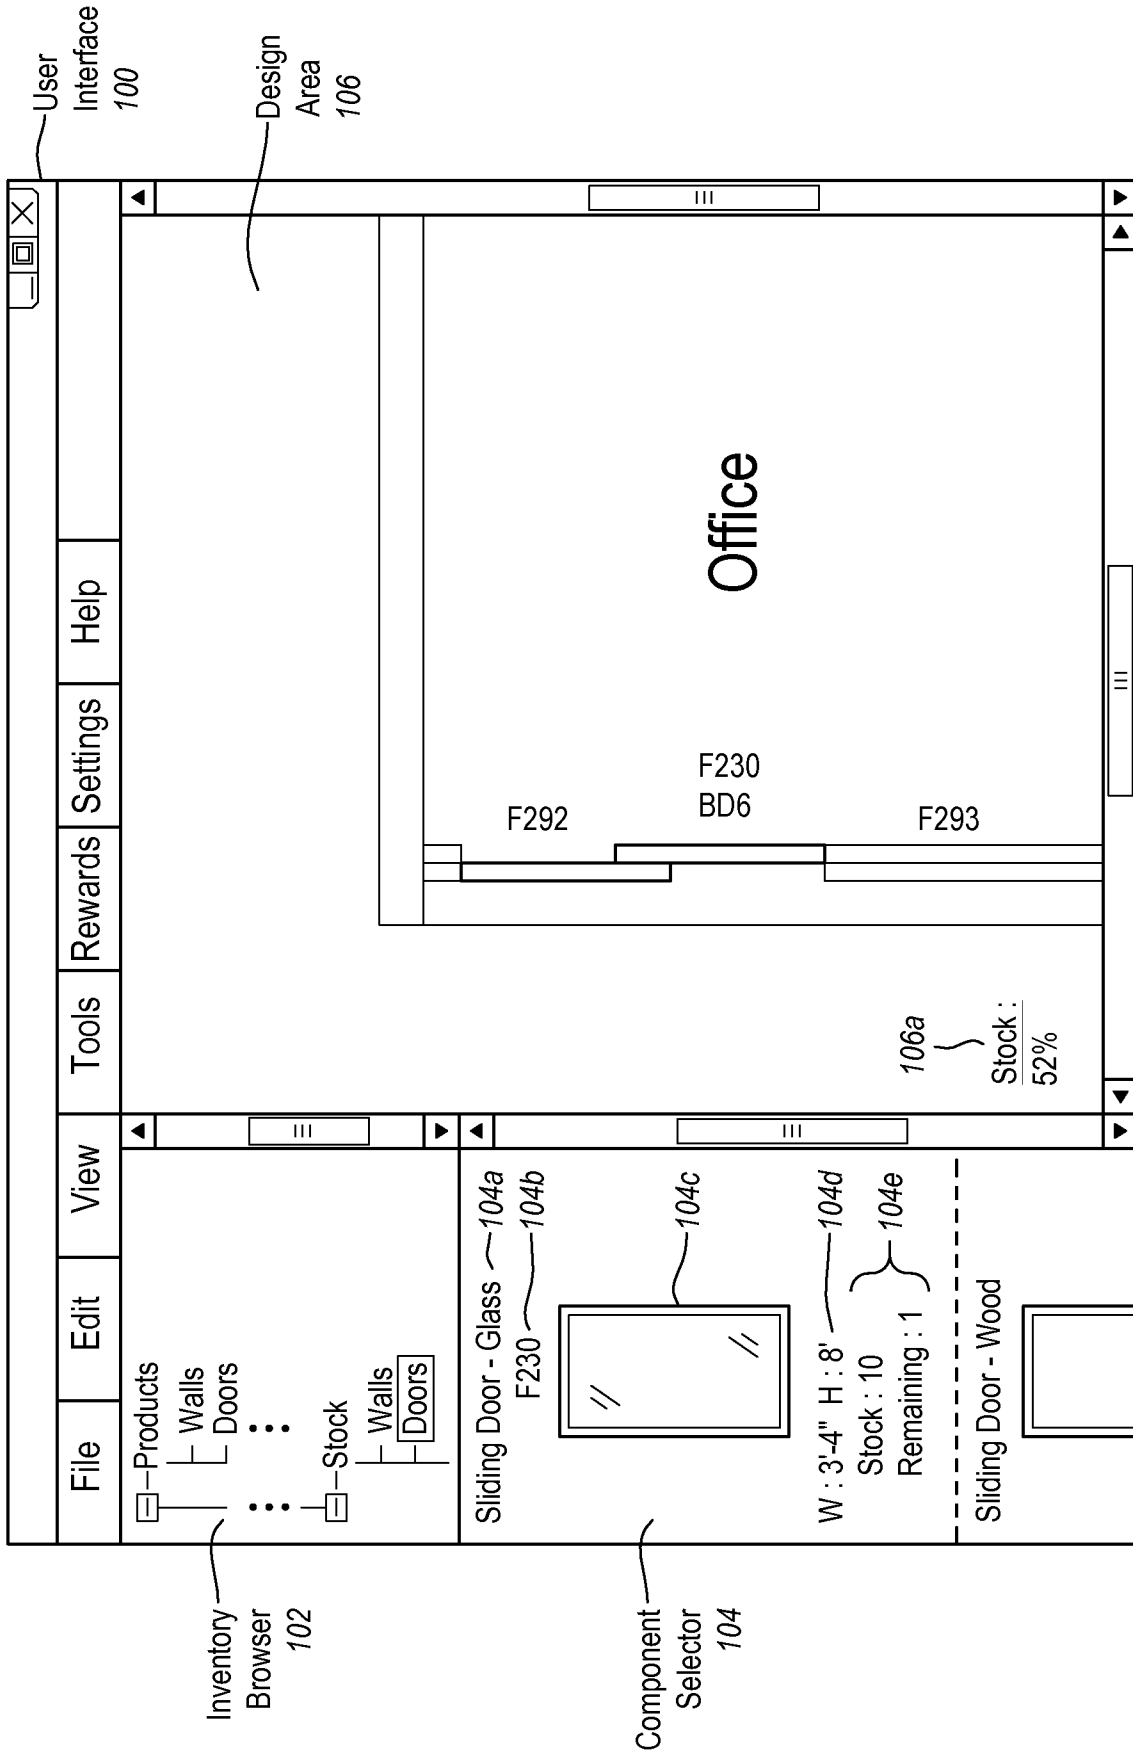 User
Interface
100
File
Edit
View
Tools
Rewards
Settings
Help
Inventory
Browser
102
Products
Walls
Doors
Stock
Walls
Doors
Component
Selector
104
Sliding Door - Glass 104a
F230 104b
104c
W : 3'-4" H : 8' 104d
Stock : 10
Remaining : 1
104e
Sliding Door - Wood
Design
Area
106
F292
F230
BD6
F293
Office
106a
Stock :
52%